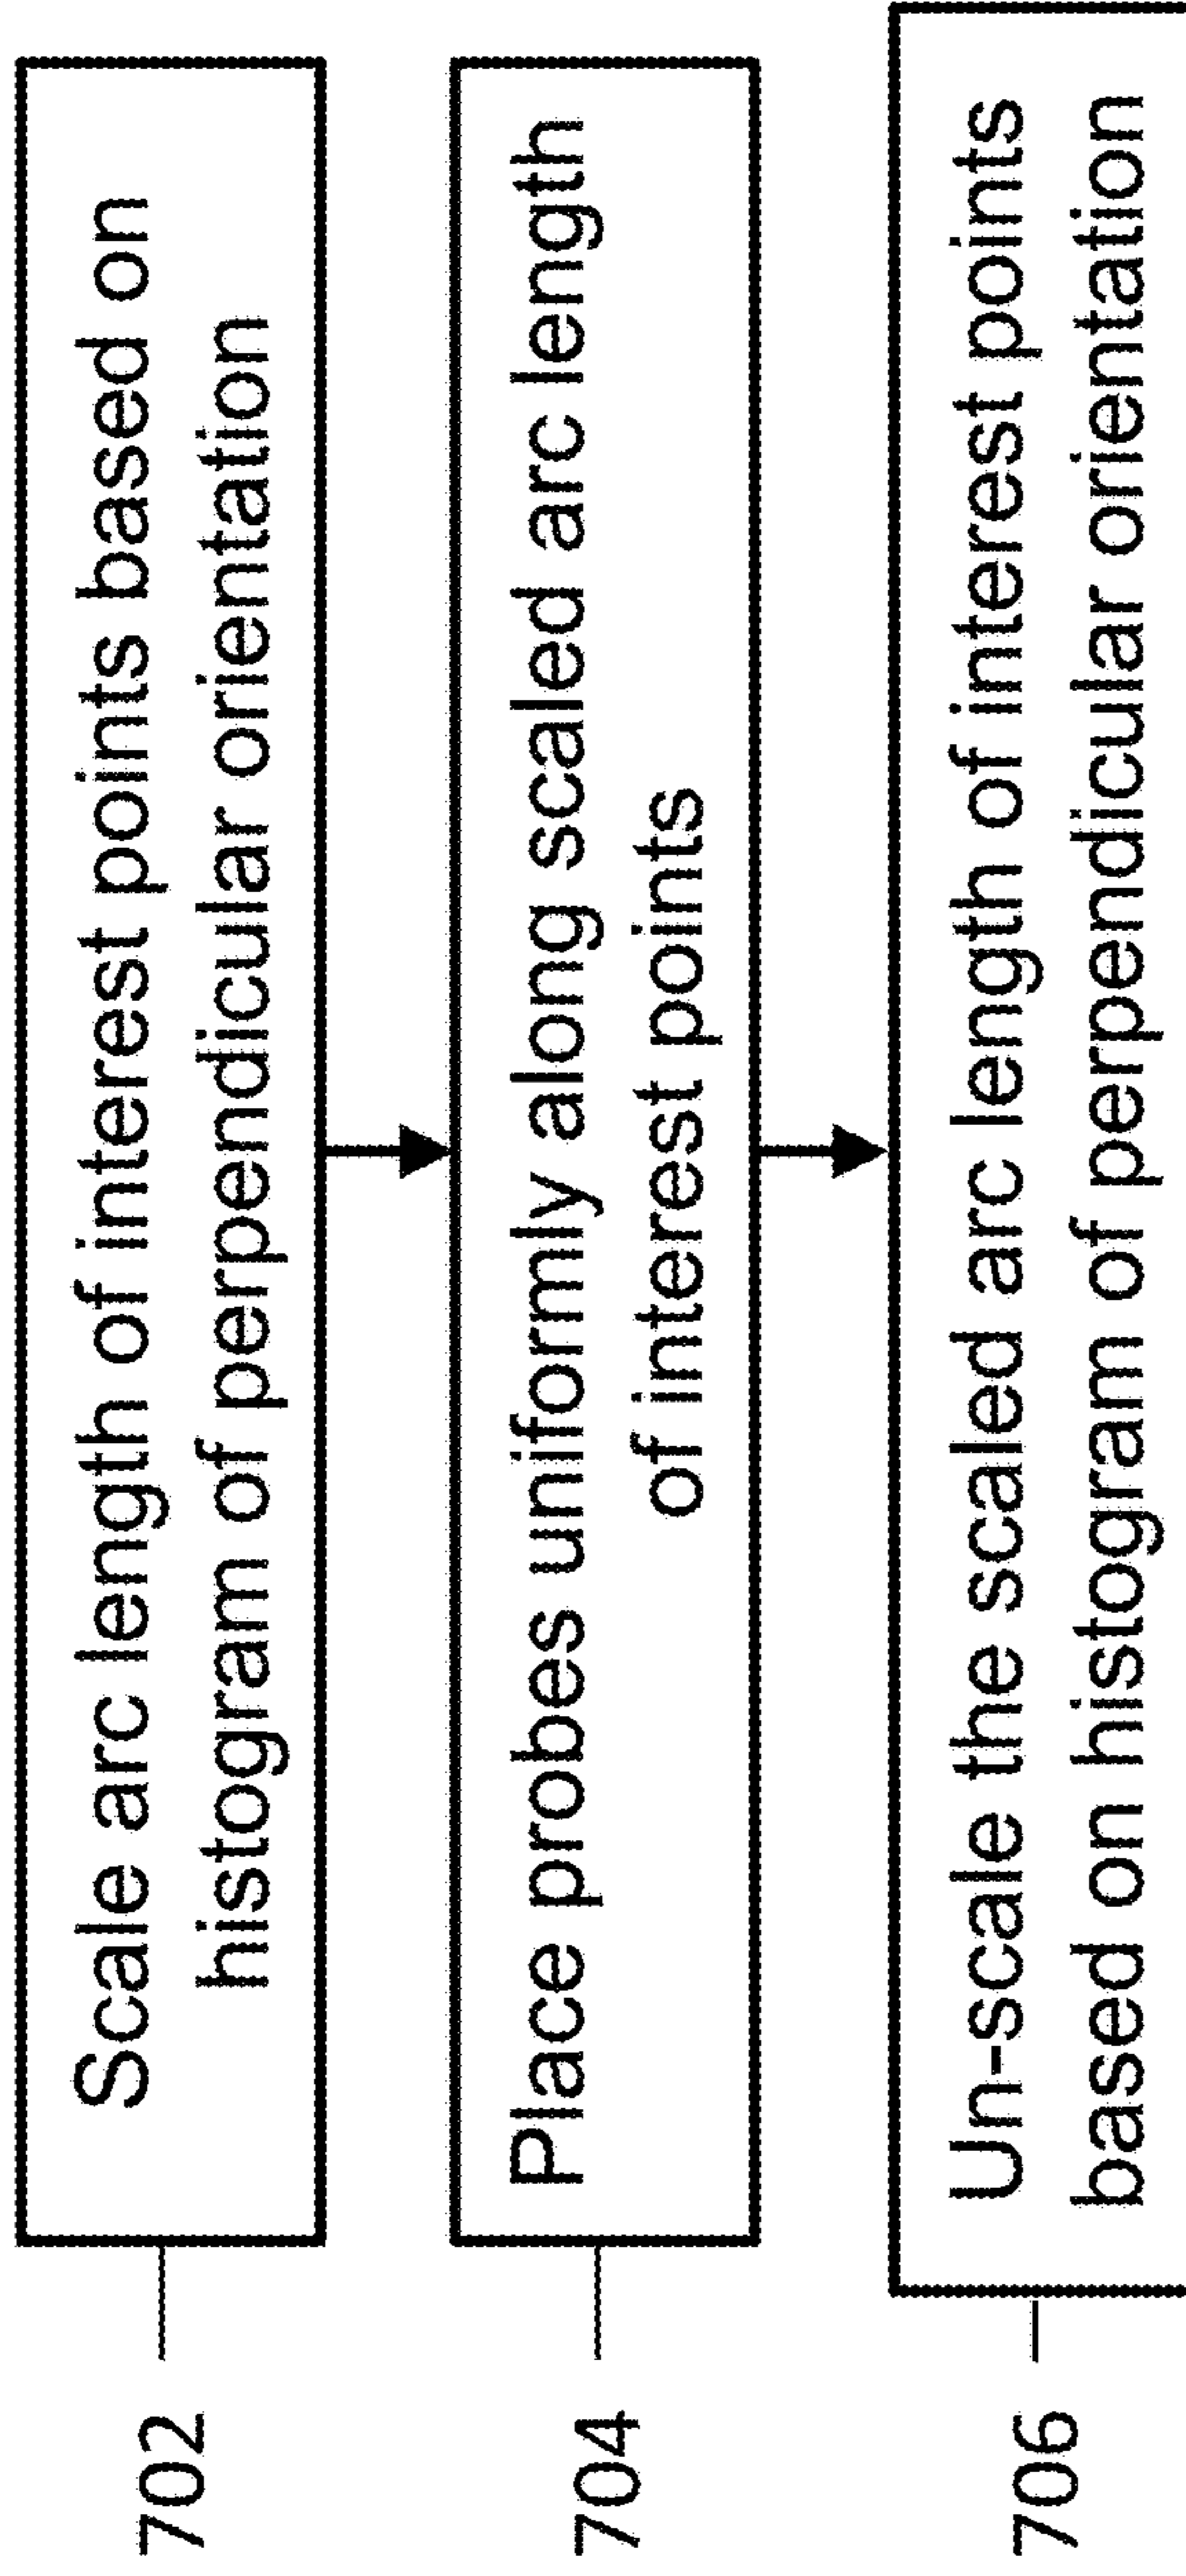 702
Scale arc length of interest points based on
histogram of perpendicular orientation
704
Place probes uniformly along scaled arc length
of interest points
706
Un-scale the scaled arc length of interest points
based on histogram of perpendicular orientation